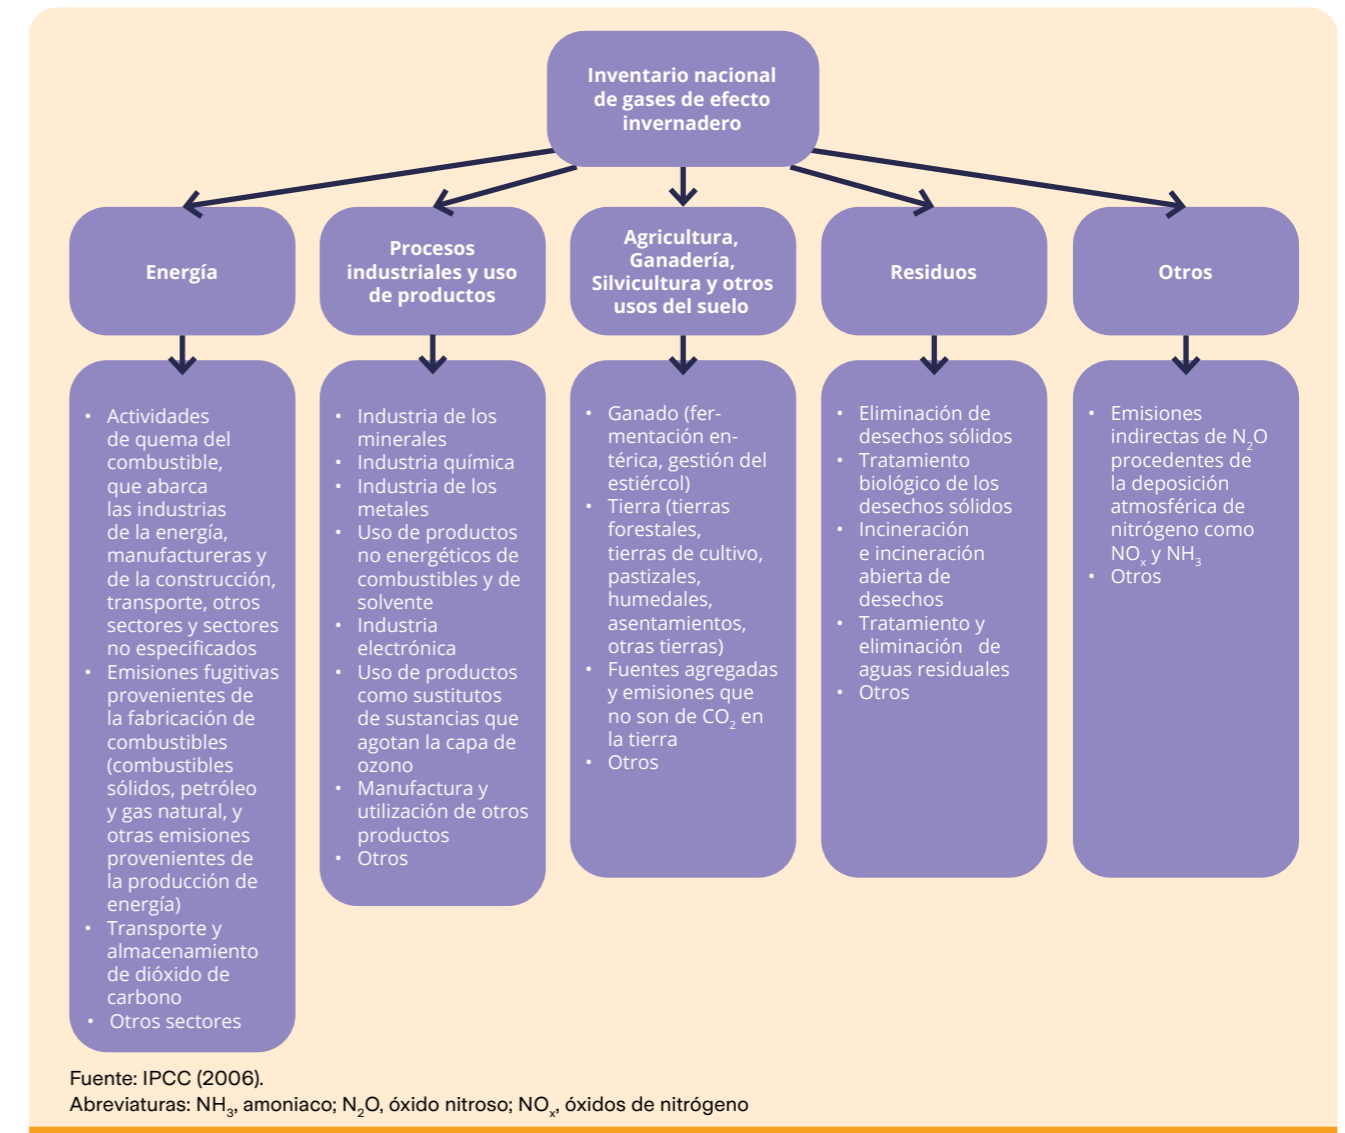 Inventario nacional
de gases de efecto
invernadero
Energía
Procesos
industriales y uso
de productos
Agricultura,
Ganadería,
Silvicultura y otros
usos del suelo
Residuos
Otros
• Actividades
de quema del
combustible,
que abarca
las industrias
de la energía,
manufactureras y
de la construcción,
transporte, otros
sectores y sectores
no especificados
• Emisiones fugitivas
provenientes de
la fabricación de
combustibles
(combustibles
sólidos, petróleo
y gas natural, y
otras emisiones
provenientes de
la producción de
energía)
• Transporte y
almacenamiento
de dióxido de
carbono
• Otros sectores
• Industria de los
minerales
• Industria química
• Industria de los
metales
• Uso de productos
no energéticos de
combustibles y de
solvente
• Industria
electrónica
• Uso de productos
como sustitutos
de sustancias que
agotan la capa de
ozono
• Manufactura y
utilización de otros
productos
• Otros
• Ganado (fer-
mentación en-
térica, gestión del
estiércol)
• Tierra (tierras
forestales,
tierras de cultivo,
pastizales,
humedales,
asentamientos,
otras tierras)
• Fuentes agregadas
y emisiones que
no son de CO₂ en
la tierra
• Otros
• Eliminación de
desechos sólidos
• Tratamiento
biológico de los
desechos sólidos
• Incineración
e incineración
abierta de
desechos
• Tratamiento y
eliminación de
aguas residuales
• Otros
• Emisiones
indirectas de N₂O
procedentes de
la deposición
atmosférica de
nitrógeno como
NOₓ y NH₃
• Otros
Fuente: IPCC (2006).
Abreviaturas: NH₃, amoniaco; N₂O, óxido nitroso; NOₓ, óxidos de nitrógeno